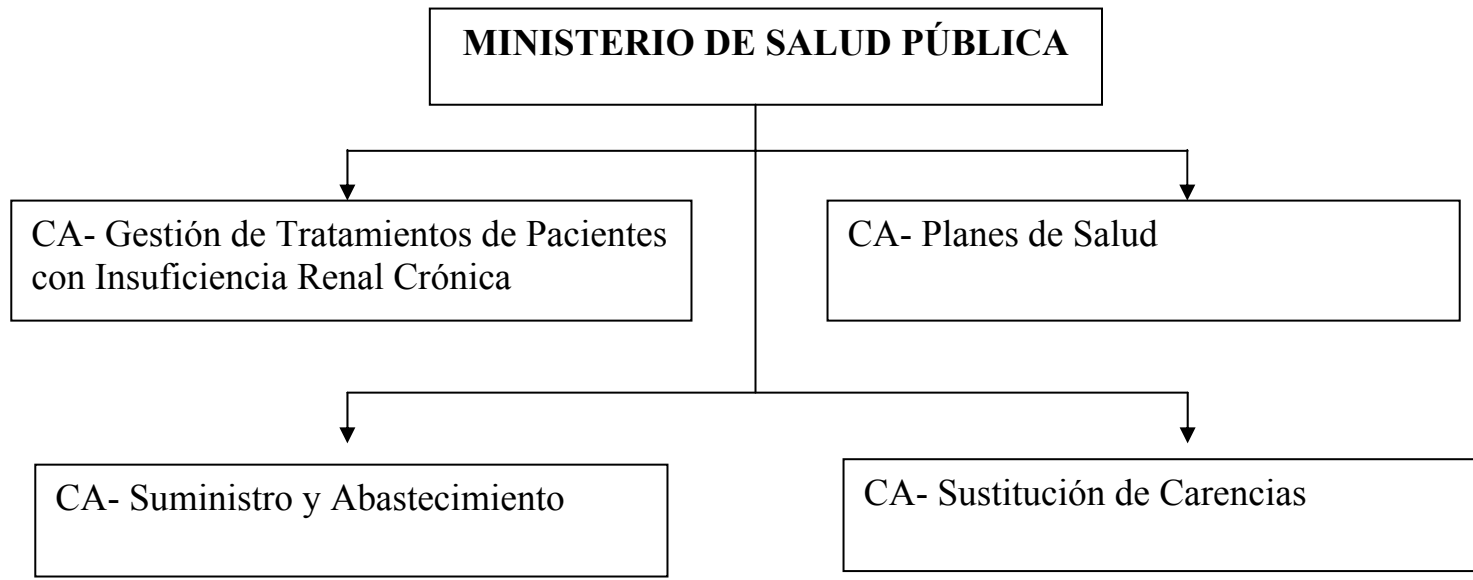 MINISTERIO DE SALUD PÚBLICA
CA- Gestión de Tratamientos de Pacientes
con Insuficiencia Renal Crónica
CA- Planes de Salud
CA- Suministro y Abastecimiento
CA- Sustitución de Carencias